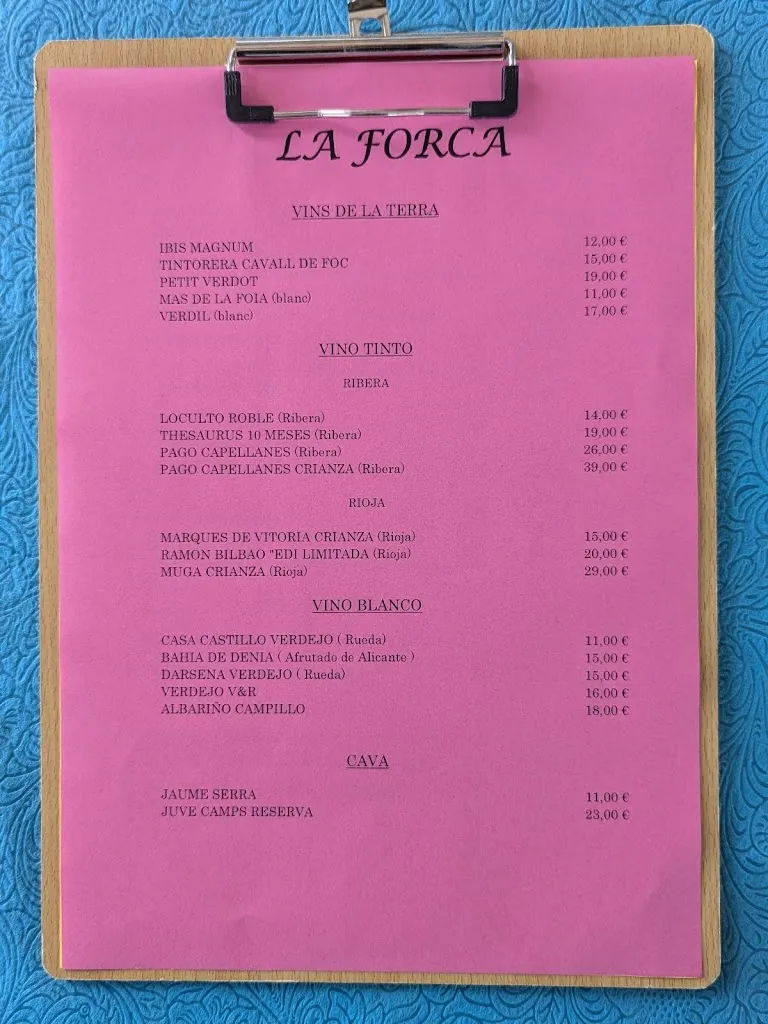 LA FORCA
VINS DE LA TERRA
IBIS MAGNUM 12,00 €
TINTORERA CAVALL DE FOC 15,00 €
PETIT VERDOT 19,00 €
MAS DE LA FOIA (blanc) 11,00 €
VERDIL (blanc) 17,00 €
VINO TINTO
RIBERA
LOCULTO ROBLE (Ribera) 14,00 €
THESAURUS 10 MESES (Ribera) 19,00 €
PAGO CAPELLANES (Ribera) 26,00 €
PAGO CAPELLANES CRIANZA (Ribera) 39,00 €
RIOJA
MARQUES DE VITORIA CRIANZA (Rioja) 15,00 €
RAMON BILBAO "EDI LIMITADA (Rioja) 20,00 €
MUGA CRIANZA (Rioja) 29,00 €
VINO BLANCO
CASA CASTILLO VERDEJO ( Rueda) 11,00 €
BAHIA DE DENIA ( Afrutado de Alicante ) 15,00 €
DARSENA VERDEJO ( Rueda) 15,00 €
VERDEJO V&R 16,00 €
ALBARIÑO CAMPILLO 18,00 €
CAVA
JAUME SERRA 11,00 €
JUVE CAMPS RESERVA 23,00 €